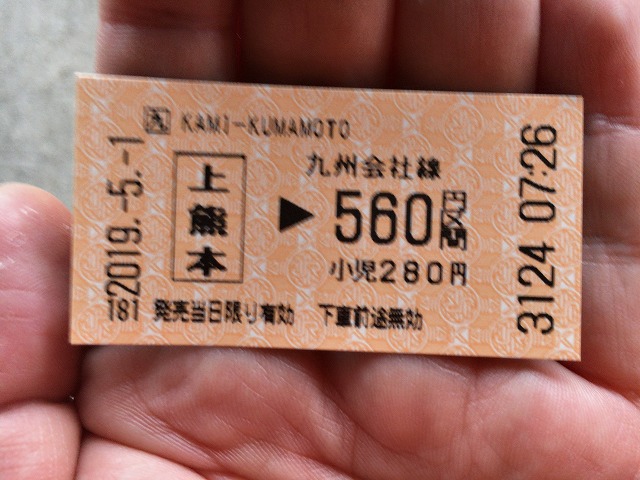 KAMI-KUMAMOTO
上熊本
▶
九州会社線
560円区
小児280円
2019.-5.-1
181 発売当日限り有効 下車前途無効
3124 07:26